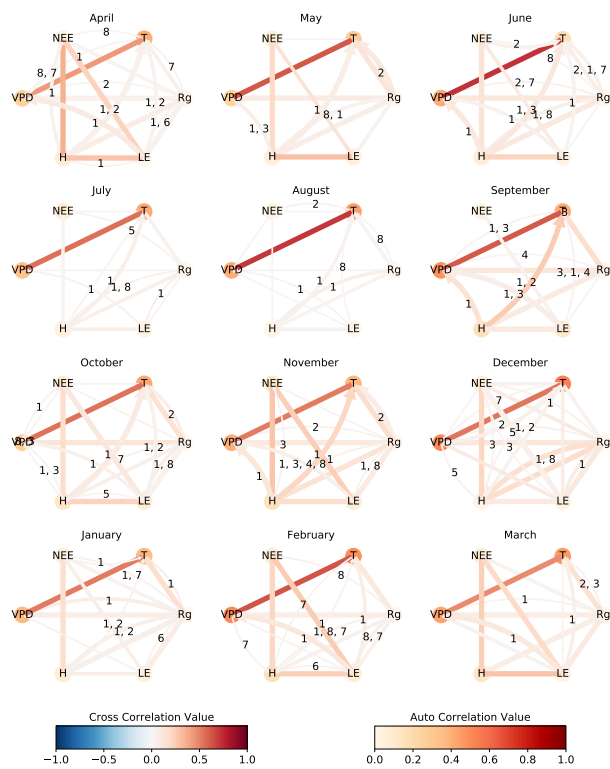 April
May
June
NEE
8
T
1
7
8, 7
1
2
VPD
Rg
1, 2
1, 2
1
1, 6
H
1
LE
NEE
T
2
VPD
Rg
1
8, 1
1, 3
H
LE
NEE
2
T
8
2, 1, 7
2, 7
VPD
Rg
1
1, 3
1
1, 8
1
H
LE
July
August
September
NEE
T
5
VPD
Rg
1
1
1, 8
1
H
LE
NEE
2
T
8
VPD
8
Rg
1
1
1
H
LE
NEE
T
1, 3
4
VPD
3, 1, 4
Rg
1, 2
1, 3
1
H
LE
October
November
December
NEE
T
1
2
VPD
1, 2
Rg
1
1
7
1, 8
1, 3
H
5
LE
NEE
T
2
2
VPD
3
Rg
1
1, 3, 4, 8
1
1, 8
1
H
LE
NEE
T
7
1
2
1, 2
5
VPD
3
3
Rg
1, 8
1
5
H
LE
January
February
March
NEE
1
T
1, 7
1
1
VPD
Rg
1, 2
1, 2
6
H
LE
NEE
T
8
7
VPD
Rg
1
1
1, 8, 7
1
8, 7
7
H
6
LE
NEE
T
2, 3
1
VPD
Rg
1
1
H
LE
Cross Correlation Value
−1.0 −0.5 0.0 0.5 1.0
Auto Correlation Value
0.0 0.2 0.4 0.6 0.8 1.0